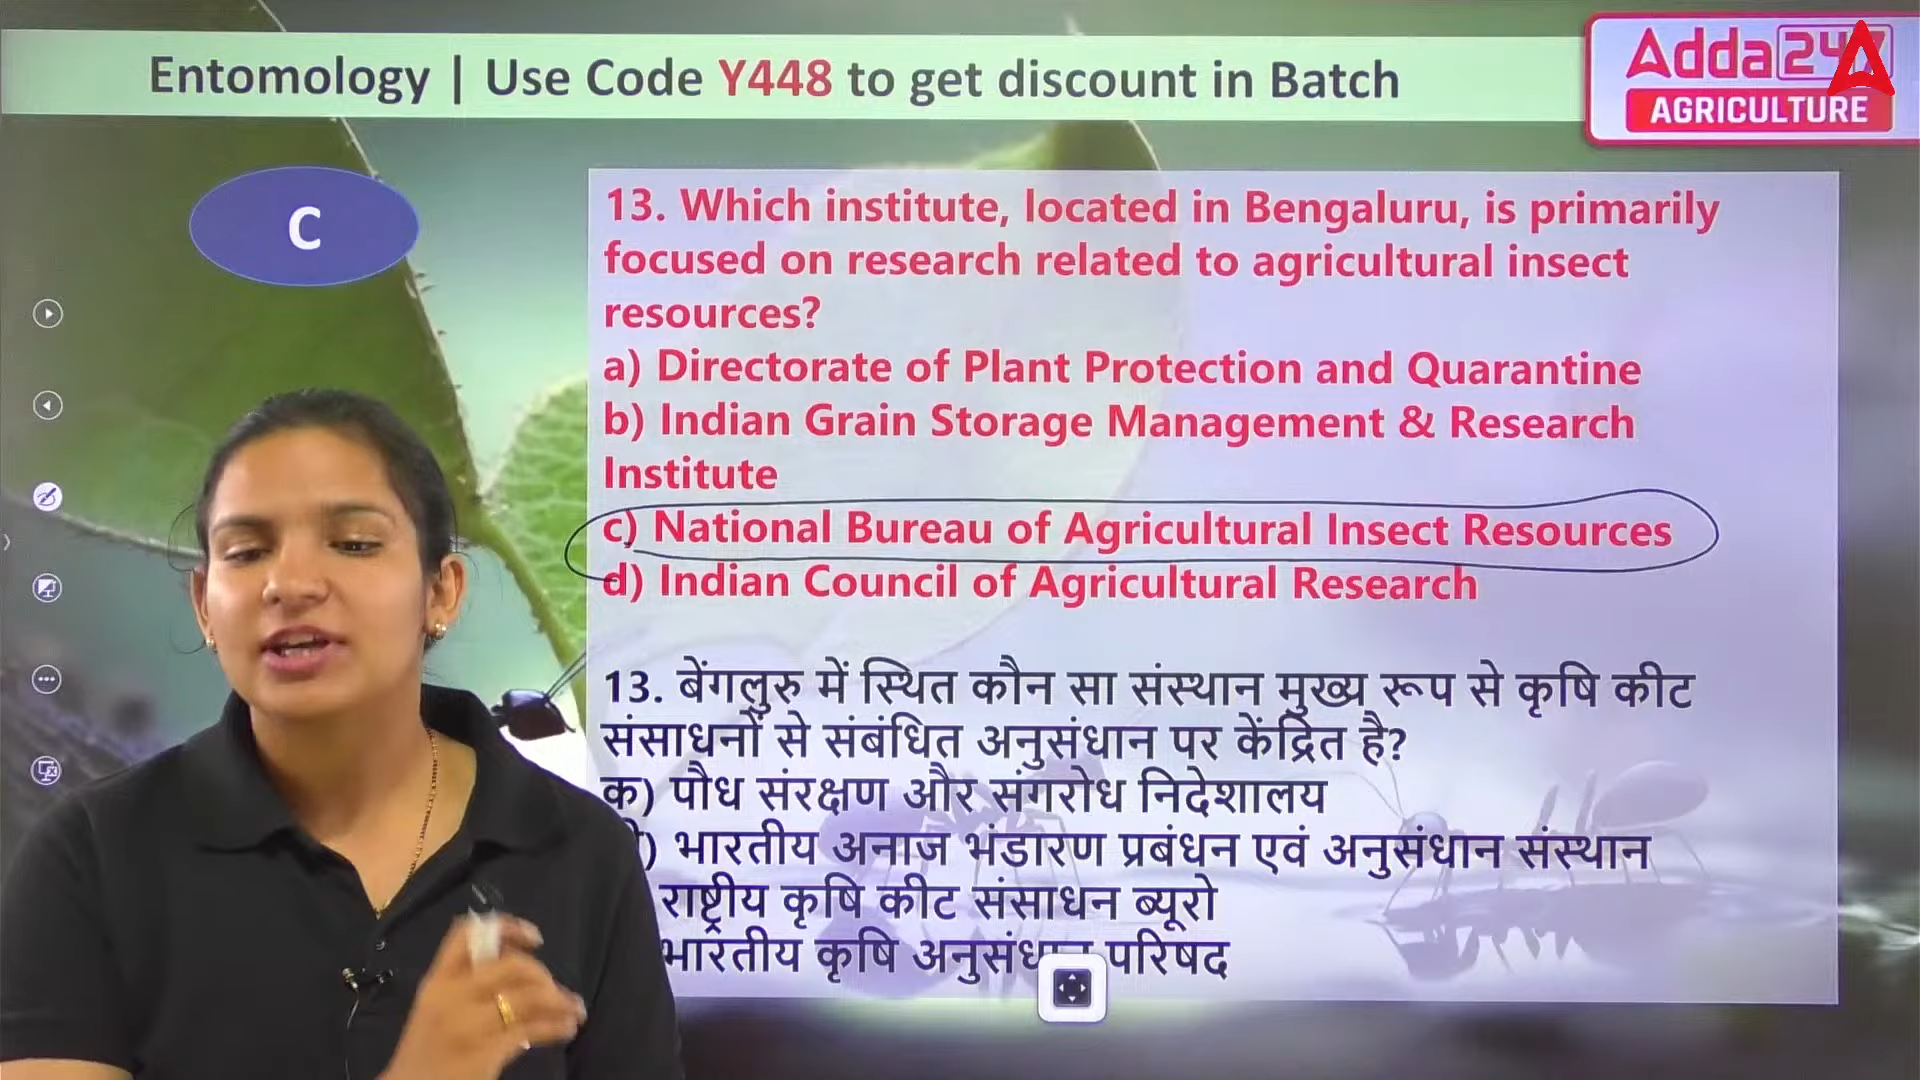 Entomology | Use Code Y448 to get discount in Batch
Adda247
AGRICULTURE
C
13. Which institute, located in Bengaluru, is primarily
focused on research related to agricultural insect
resources?
a) Directorate of Plant Protection and Quarantine
b) Indian Grain Storage Management & Research
Institute
c) National Bureau of Agricultural Insect Resources
d) Indian Council of Agricultural Research
13. बेंगलुरु में स्थित कौन सा संस्थान मुख्य रूप से कृषि कीट
संसाधनों से संबंधित अनुसंधान पर केंद्रित है?
क) पौध संरक्षण और संगरोध निदेशालय
) भारतीय अनाज भंडारण प्रबंधन एवं अनुसंधान संस्थान
राष्ट्रीय कृषि कीट संसाधन ब्यूरो
भारतीय कृषि परिषद